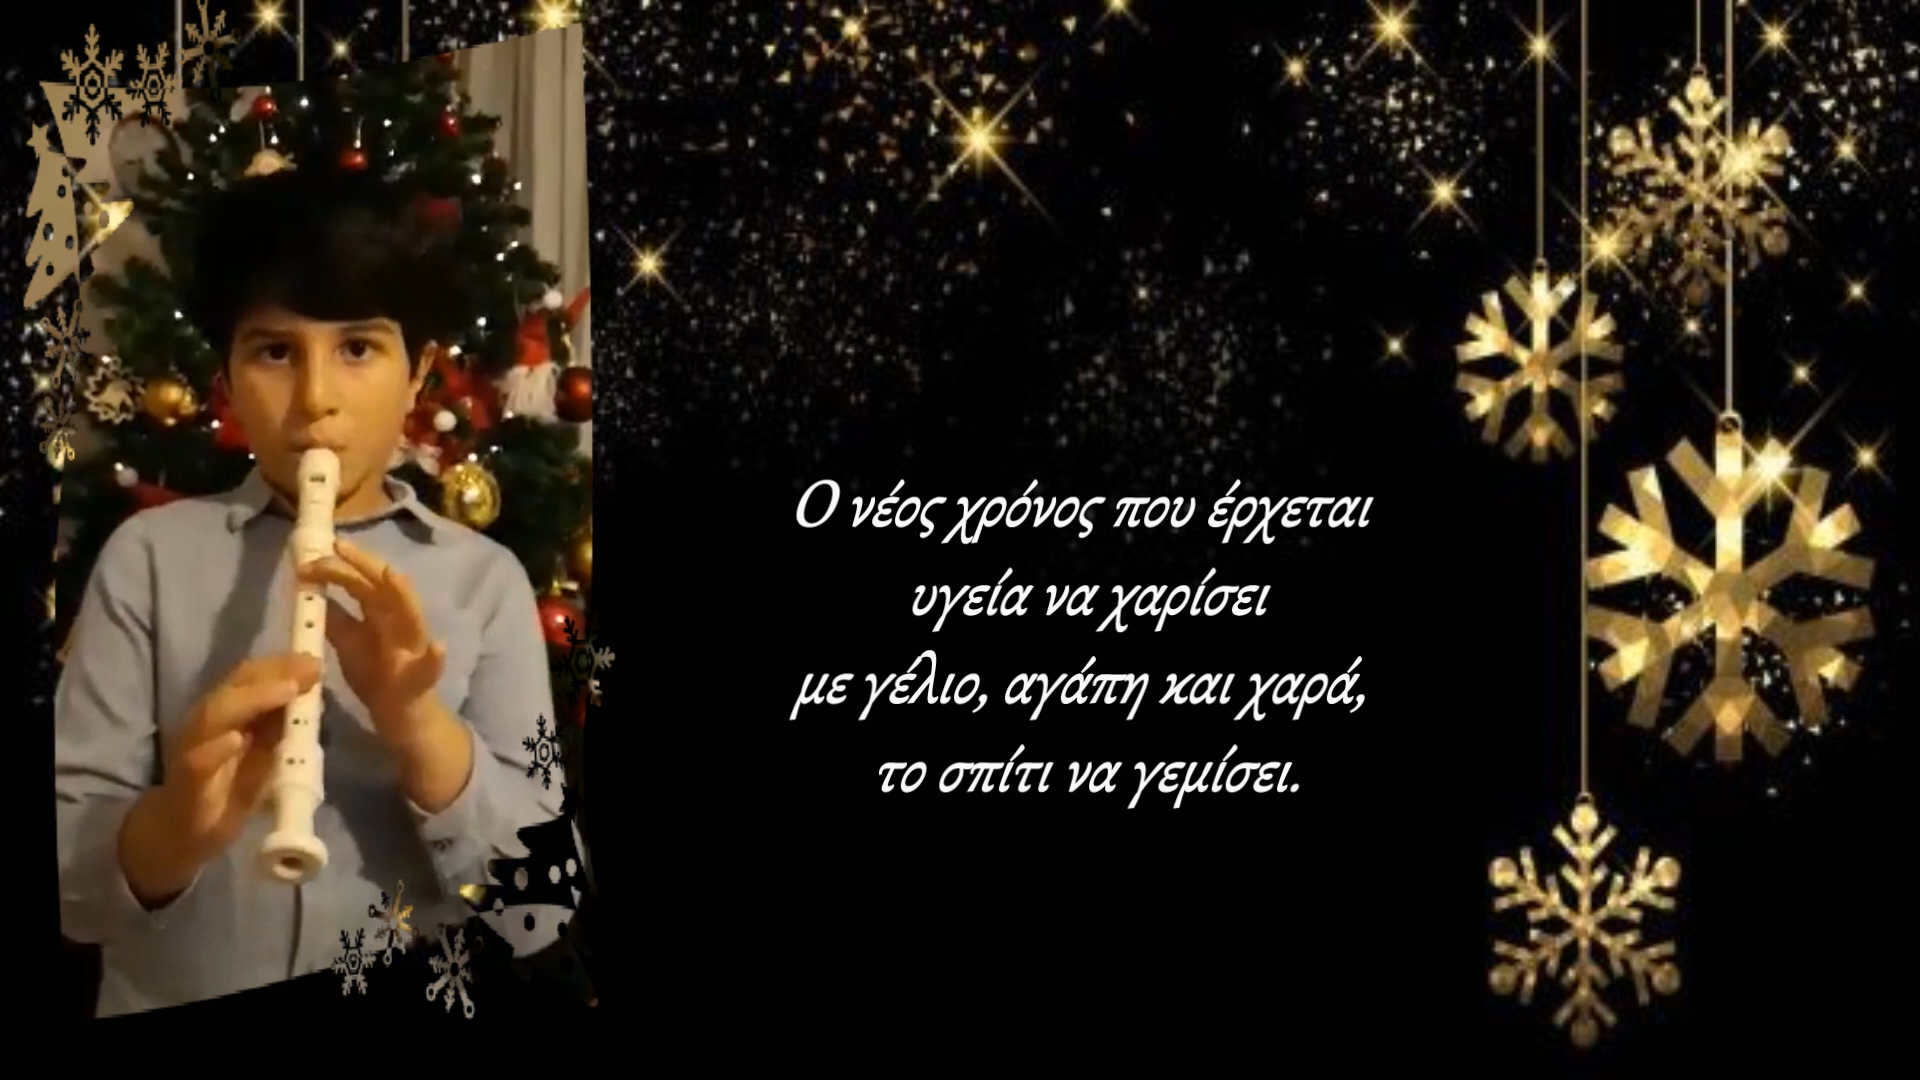 Ο νέος χρόνος που έρχεται
υγεία να χαρίσει
με γέλιο, αγάπη και χαρά,
το σπίτι να γεμίσει.